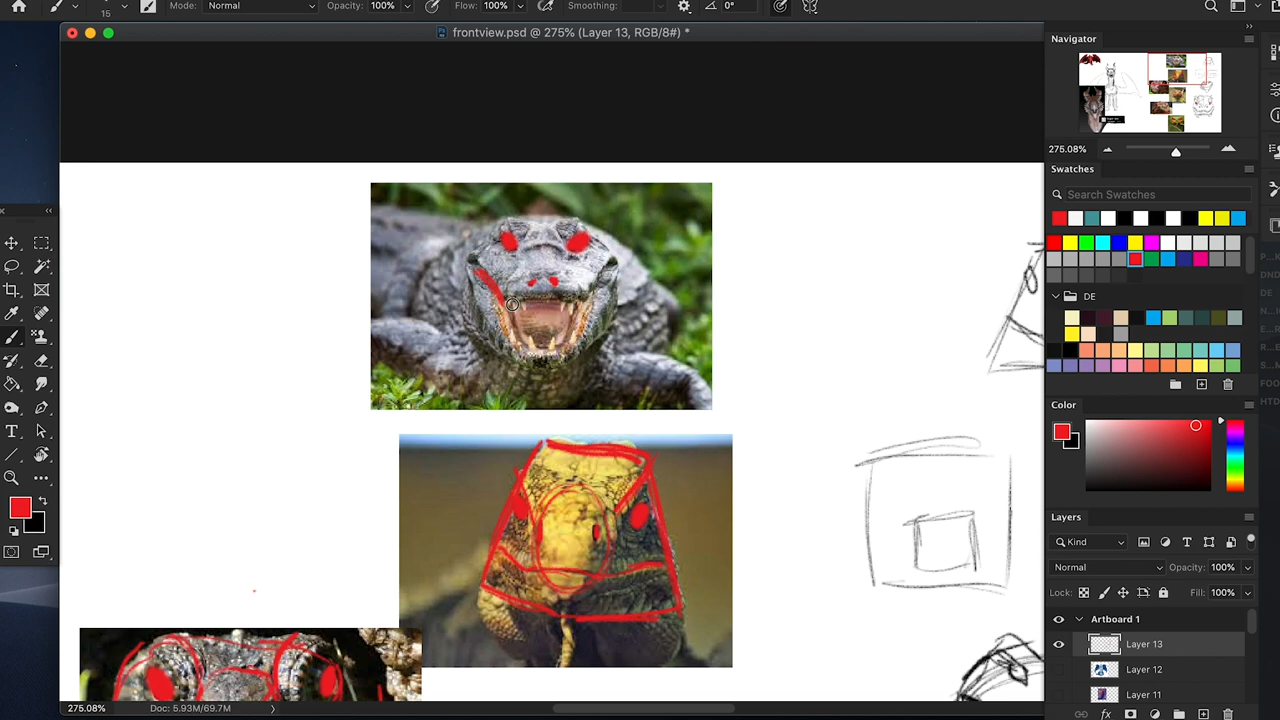 15
Mode: Normal
Opacity: 100%
Flow: 100%
Smoothing:
0°
frontview.psd @ 275% (Layer 13, RGB/8#) *
Navigator
275.08%
Swatches
Search Swatches
DE
Color
Layers
Kind
Normal
Opacity: 100%
Lock:
Fill: 100%
Artboard 1
Layer 13
Layer 12
Layer 11
275.08%
Doc: 5.93M/69.7M